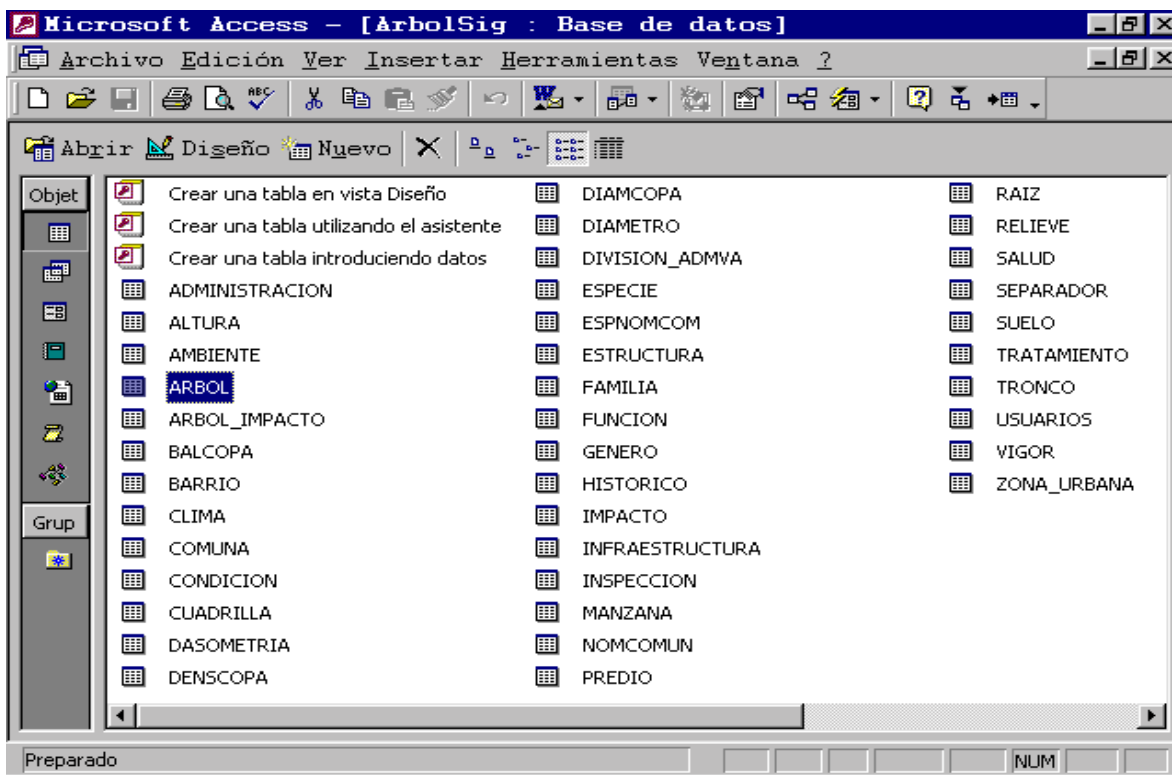 Microsoft Access - [ArbolSig : Base de datos]
Archivo Edición Ver Insertar Herramientas Ventana ?
Abrir Diseño Nuevo
Objet
Grup
Crear una tabla en vista Diseño
Crear una tabla utilizando el asistente
Crear una tabla introduciendo datos
ADMINISTRACION
ALTURA
AMBIENTE
ARBOL
ARBOL_IMPACTO
BALCOPA
BARRIO
CLIMA
COMUNA
CONDICION
CUADRILLA
DASOMETRIA
DENSCOPA
DIAMCOPA
DIAMETRO
DIVISION_ADMVA
ESPECIE
ESPNOMCOM
ESTRUCTURA
FAMILIA
FUNCION
GENERO
HISTORICO
IMPACTO
INFRAESTRUCTURA
INSPECCION
MANZANA
NOMCOMUN
PREDIO
RAIZ
RELIEVE
SALUD
SEPARADOR
SUELO
TRATAMIENTO
TRONCO
USUARIOS
VIGOR
ZONA_URBANA
Preparado
NUM